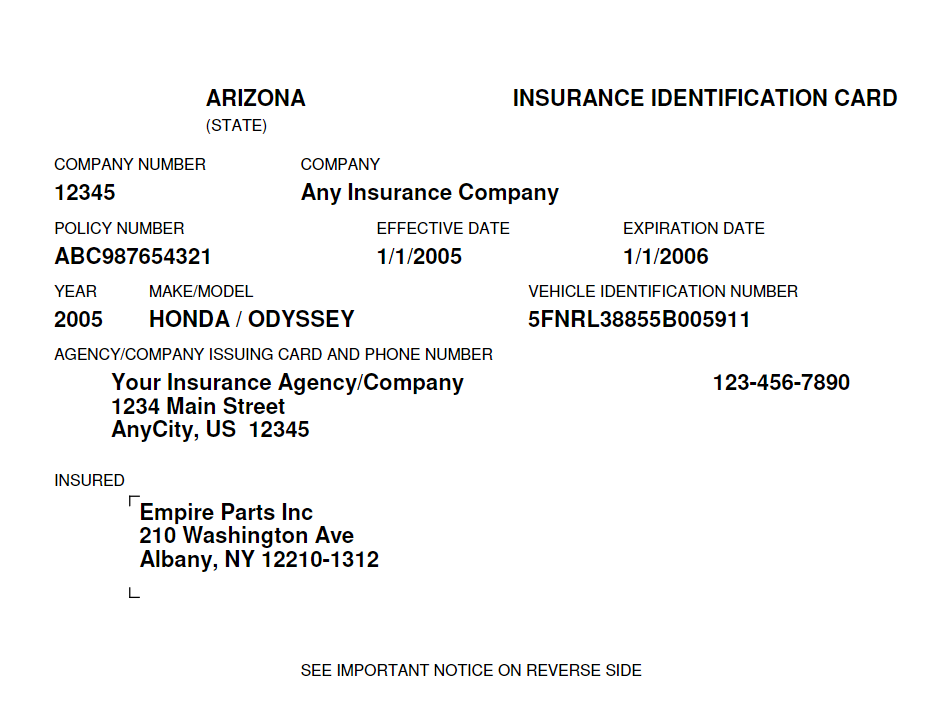 ARIZONA INSURANCE IDENTIFICATION CARD
(STATE)
COMPANY NUMBER COMPANY
12345 Any Insurance Company
POLICY NUMBER EFFECTIVE DATE EXPIRATION DATE
ABC987654321 1/1/2005 1/1/2006
YEAR MAKE/MODEL VEHICLE IDENTIFICATION NUMBER
2005 HONDA / ODYSSEY 5FNRL38855B005911
AGENCY/COMPANY ISSUING CARD AND PHONE NUMBER
Your Insurance Agency/Company 123-456-7890
1234 Main Street
AnyCity, US 12345
INSURED
Empire Parts Inc
210 Washington Ave
Albany, NY 12210-1312
SEE IMPORTANT NOTICE ON REVERSE SIDE